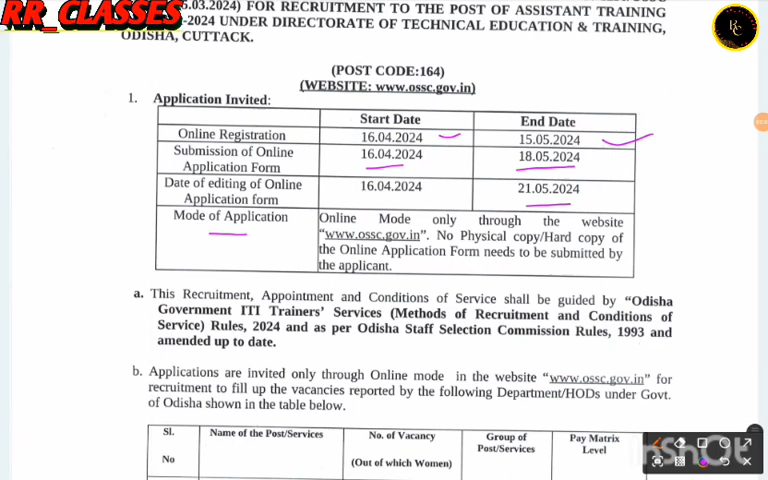 RR_CLASSES
5.03.2024) FOR RECRUITMENT TO THE POST OF ASSISTANT TRAINING
-2024 UNDER DIRECTORATE OF TECHNICAL EDUCATION & TRAINING,
ODISHA, CUTTACK.
(POST CODE:164)
(WEBSITE: www.ossc.gov.in)
1. Application Invited:
Start Date End Date
Online Registration 16.04.2024 15.05.2024
Submission of Online 16.04.2024 18.05.2024
Application Form
Date of editing of Online 16.04.2024 21.05.2024
Application form
Mode of Application Online Mode only through the website
“www.ossc.gov.in”. No Physical copy/Hard copy of
the Online Application Form needs to be submitted by
the applicant.
a. This Recruitment, Appointment and Conditions of Service shall be guided by “Odisha
Government ITI Trainers’ Services (Methods of Recruitment and Conditions of
Service) Rules, 2024 and as per Odisha Staff Selection Commission Rules, 1993 and
amended up to date.
b. Applications are invited only through Online mode in the website “www.ossc.gov.in” for
recruitment to fill up the vacancies reported by the following Department/HODs under Govt.
of Odisha shown in the table below.
Sl. Name of the Post/Services No. of Vacancy Group of Pay Matrix
Post/Services Level
No (Out of which Women)
InShOt